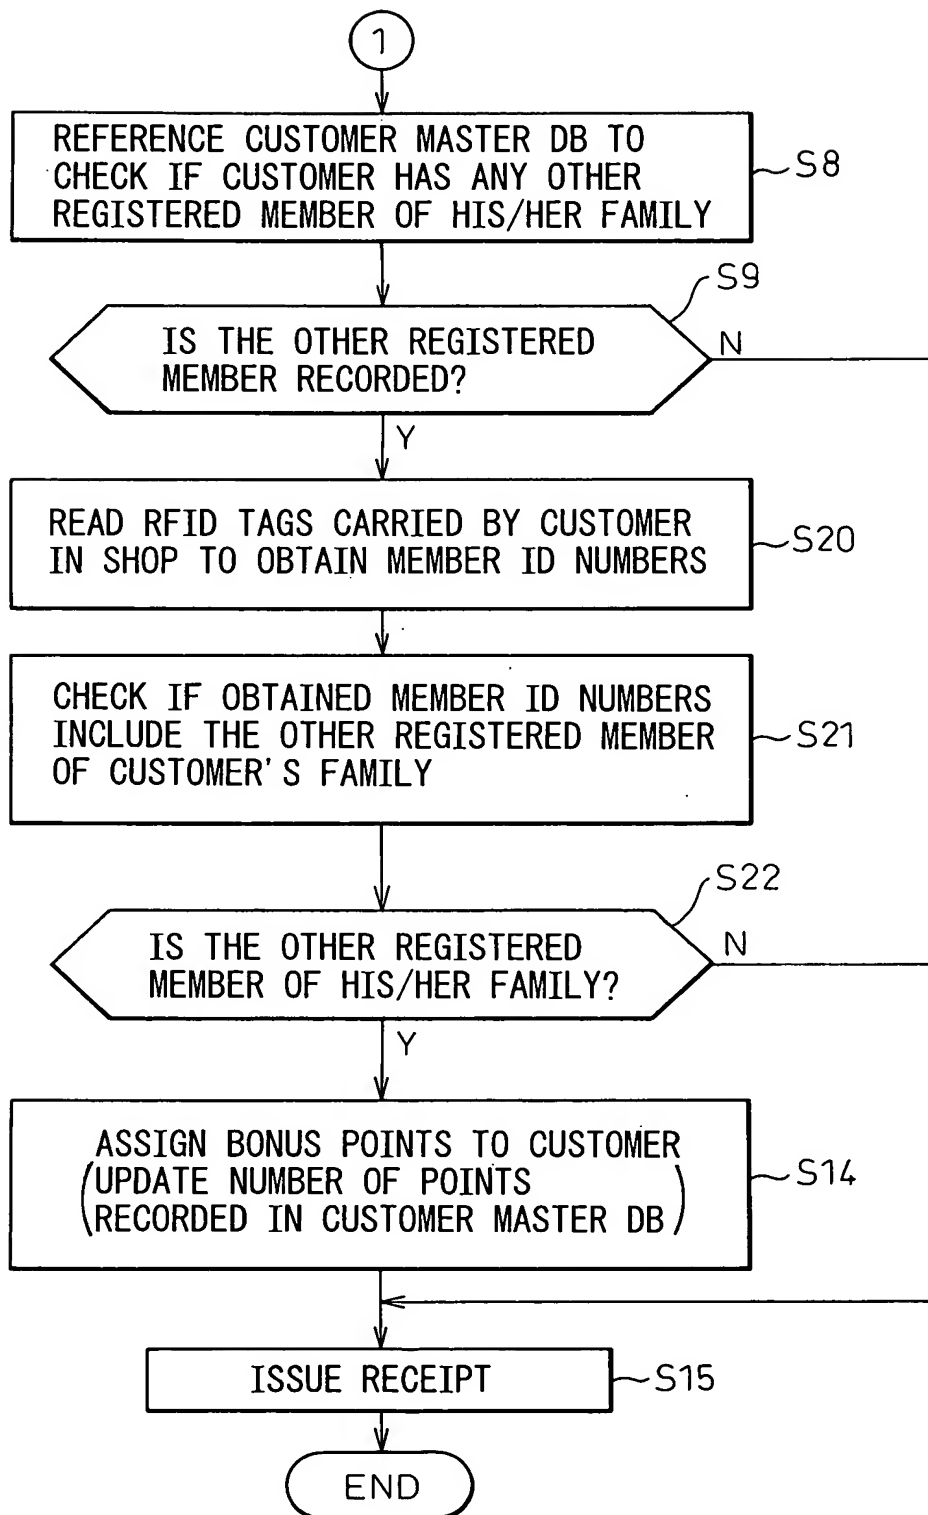 1
REFERENCE CUSTOMER MASTER DB TO
CHECK IF CUSTOMER HAS ANY OTHER
REGISTERED MEMBER OF HIS/HER FAMILY
S8
S9
IS THE OTHER REGISTERED
MEMBER RECORDED?
N
Y
READ RFID TAGS CARRIED BY CUSTOMER
IN SHOP TO OBTAIN MEMBER ID NUMBERS
S20
CHECK IF OBTAINED MEMBER ID NUMBERS
INCLUDE THE OTHER REGISTERED MEMBER
OF CUSTOMER'S FAMILY
S21
S22
IS THE OTHER REGISTERED
MEMBER OF HIS/HER FAMILY?
N
Y
ASSIGN BONUS POINTS TO CUSTOMER
(UPDATE NUMBER OF POINTS
RECORDED IN CUSTOMER MASTER DB)
S14
ISSUE RECEIPT
S15
END